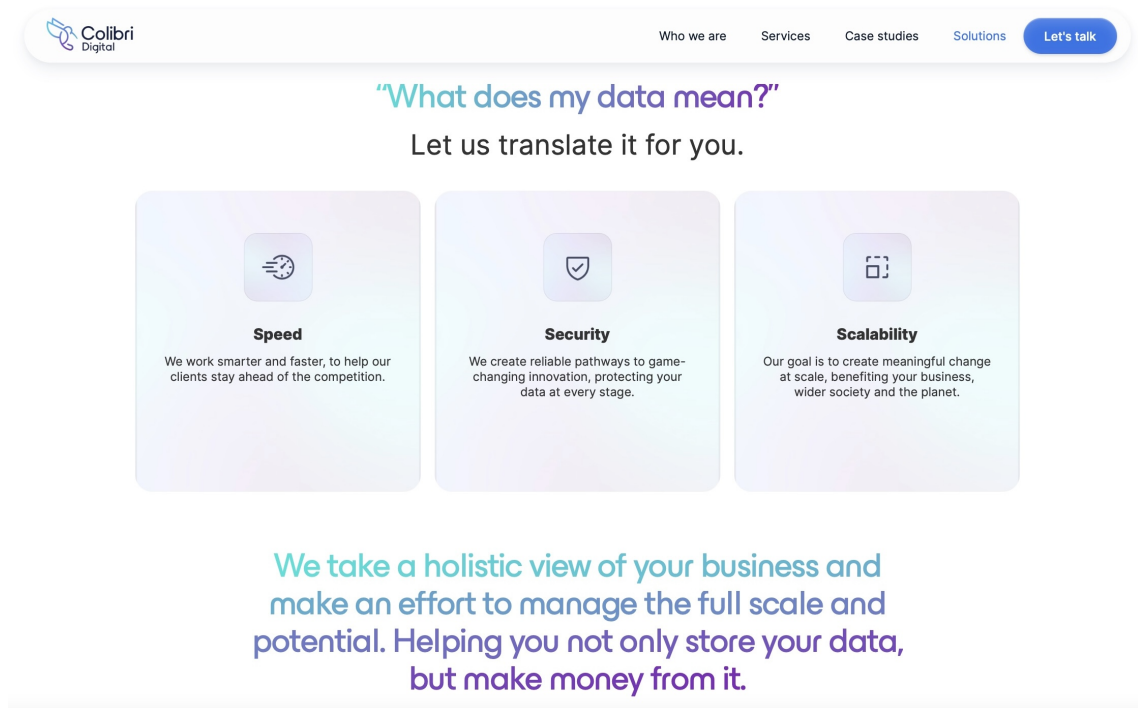 Colibri
Digital
Who we are
Services
Case studies
Solutions
Let's talk
“What does my data mean?”
Let us translate it for you.
Speed
We work smarter and faster, to help our
clients stay ahead of the competition.
Security
We create reliable pathways to game-
changing innovation, protecting your
data at every stage.
Scalability
Our goal is to create meaningful change
at scale, benefiting your business,
wider society and the planet.
We take a holistic view of your business and
make an effort to manage the full scale and
potential. Helping you not only store your data,
but make money from it.